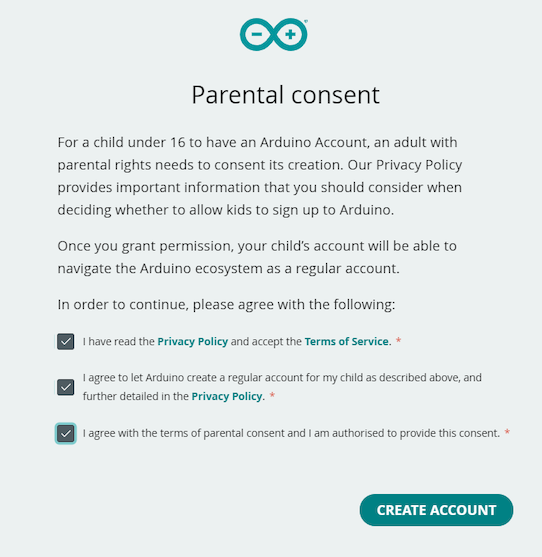 Parental consent
For a child under 16 to have an Arduino Account, an adult with
parental rights needs to consent its creation. Our Privacy Policy
provides important information that you should consider when
deciding whether to allow kids to sign up to Arduino.
Once you grant permission, your child's account will be able to
navigate the Arduino ecosystem as a regular account.
In order to continue, please agree with the following:
I have read the Privacy Policy and accept the Terms of Service. *
I agree to let Arduino create a regular account for my child as described above, and
further detailed in the Privacy Policy. *
I agree with the terms of parental consent and I am authorised to provide this consent. *
CREATE ACCOUNT